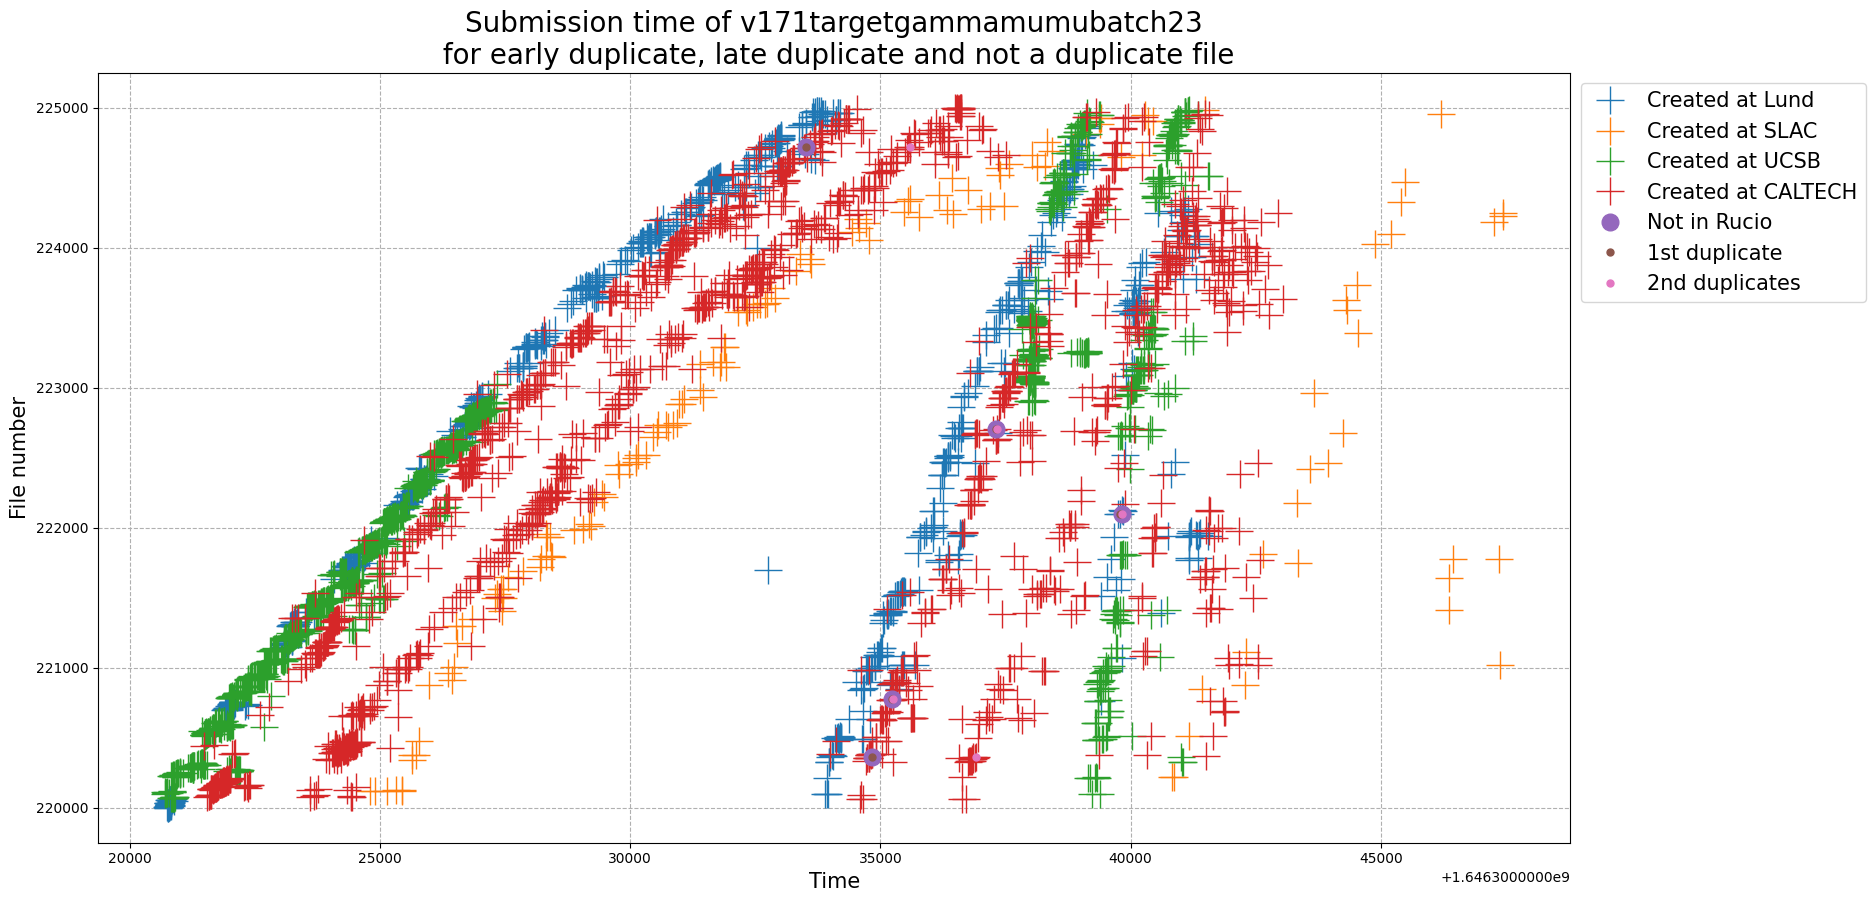 Submission time of v171targetgammamumubatch23
for early duplicate, late duplicate and not a duplicate file
225000
224000
223000
222000
221000
220000
File number
20000
25000
30000
35000
40000
45000
Time
+1.6463000000e9
Created at Lund
Created at SLAC
Created at UCSB
Created at CALTECH
Not in Rucio
1st duplicate
2nd duplicates